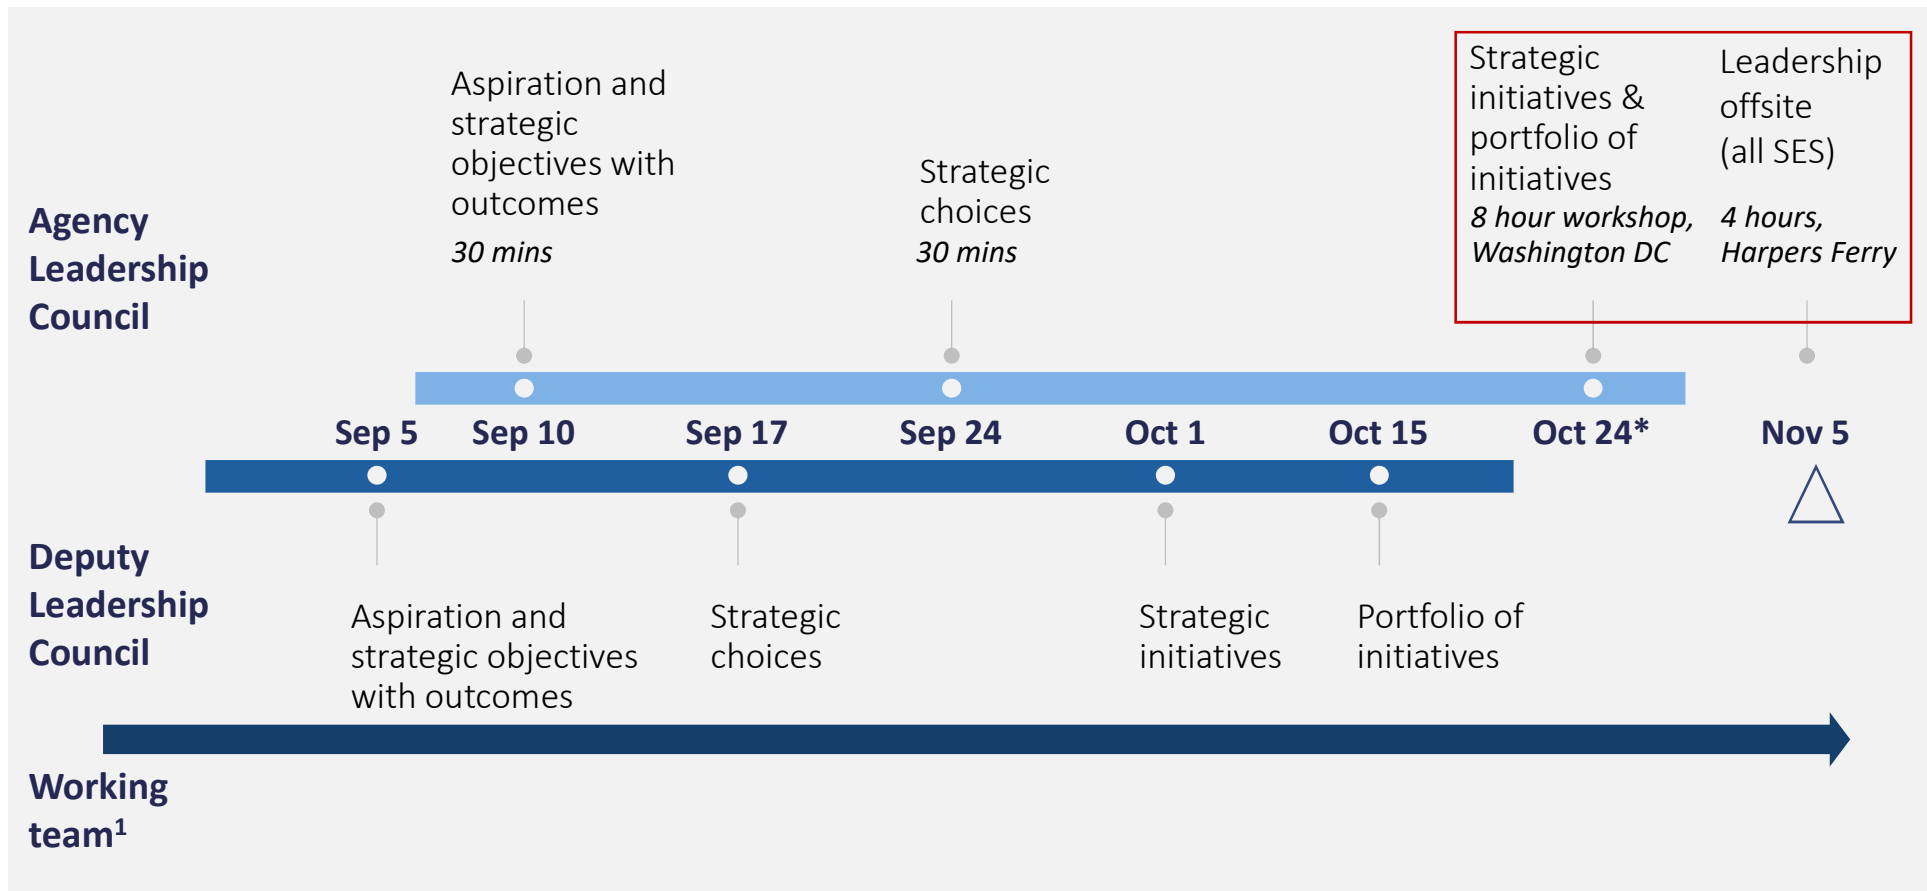 Agency
Leadership
Council
Aspiration and
strategic
objectives with
outcomes
30 mins
Strategic
choices
30 mins
Strategic
initiatives &
portfolio of
initiatives
8 hour workshop,
Washington DC
Leadership
offsite
(all SES)
4 hours,
Harpers Ferry
Sep 5 Sep 10 Sep 17 Sep 24 Oct 1 Oct 15 Oct 24* Nov 5
Deputy
Leadership
Council
Aspiration and
strategic objectives
with outcomes
Strategic
choices
Strategic
initiatives
Portfolio of
initiatives
Working
team¹